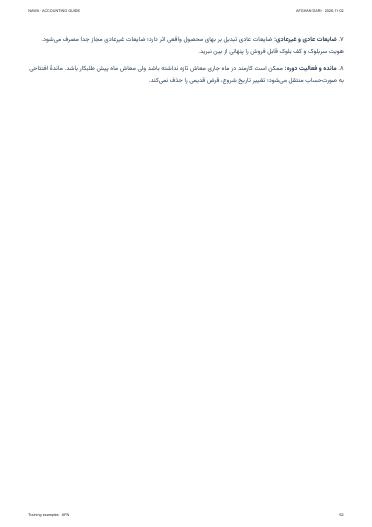 NAWA · ACCOUNTING GUIDE
AFGHAN DARI · 2026.11.02
۷. ضایعات عادی و غیرعادی: ضایعات عادی تبدیل بر بهای محصول واقعی اثر دارد؛ ضایعات غیرعادی مجاز جدا مصرف می‌شود.
هویت سربلوک و کف بلوک قابل فروش را پنهانی از بین نبرید.
۸. مانده و فعالیت دوره: ممکن است کارمند در ماه جاری معاش تازه نداشته باشد ولی معاش ماه پیش طلبکار باشد. ماندهٔ افتتاحی
به صورت‌حساب منتقل می‌شود؛ تغییر تاریخ شروع، قرض قدیمی را حذف نمی‌کند.
Training examples · AFN